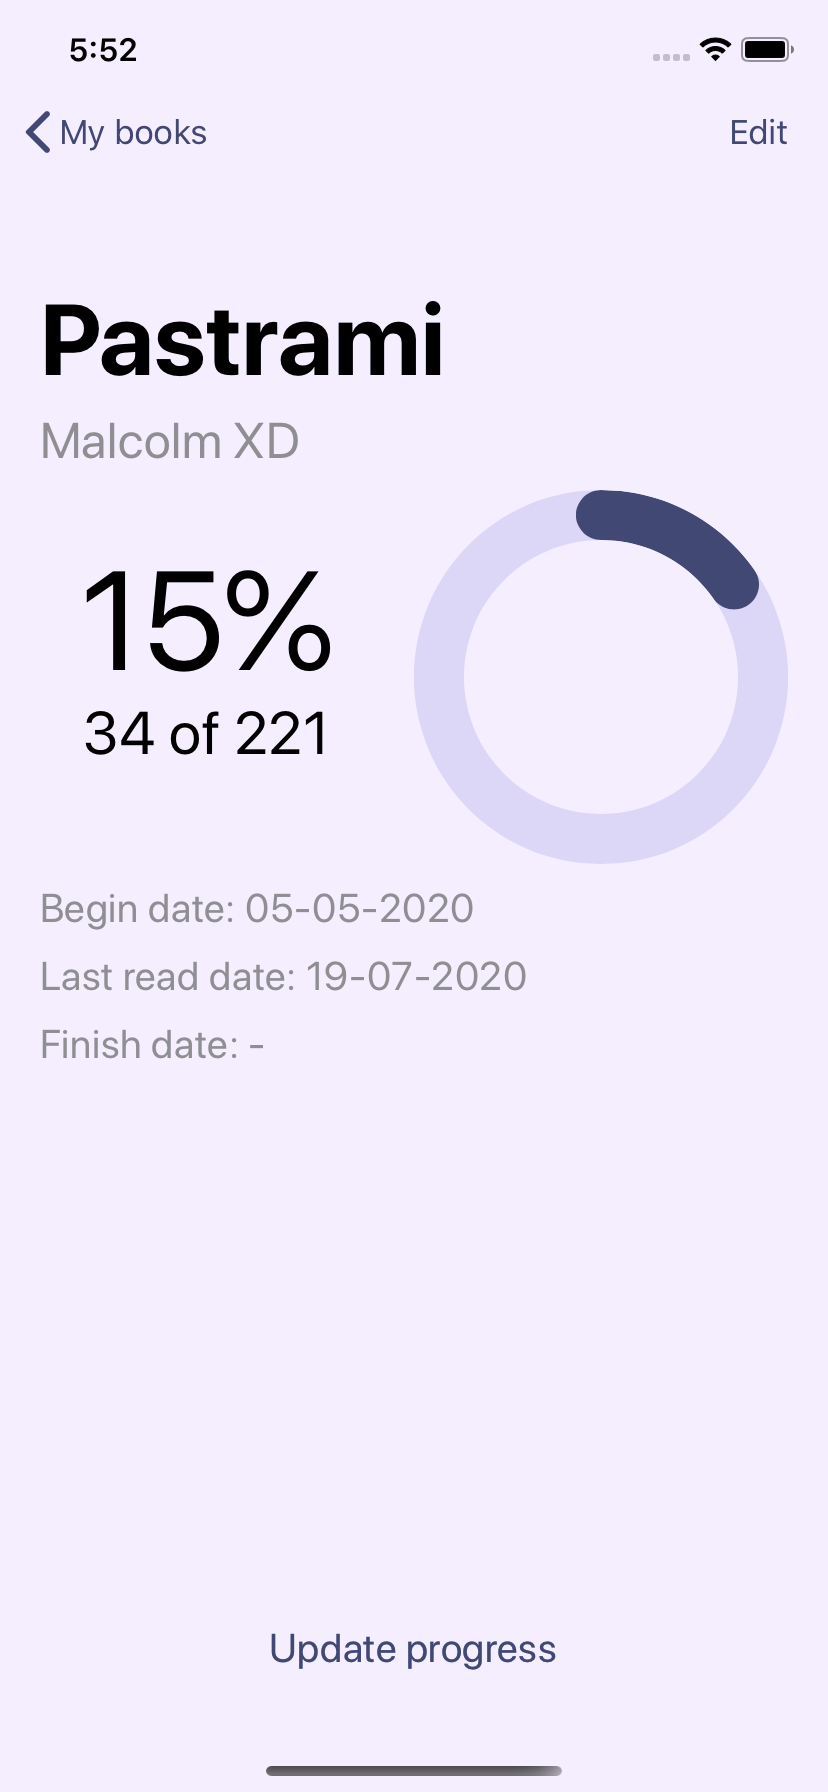 5:52
My books
Edit
Pastrami
Malcolm XD
15%
34 of 221
Begin date: 05-05-2020
Last read date: 19-07-2020
Finish date: -
Update progress